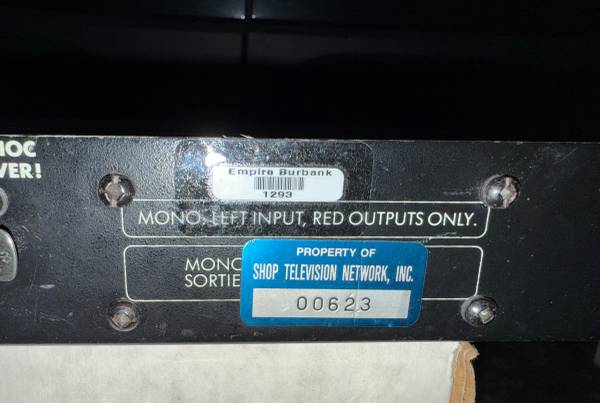 VER!
Empire Burbank
1293
MONO: LEFT INPUT, RED OUTPUTS ONLY.
MONO
SORTIE
PROPERTY OF
SHOP TELEVISION NETWORK, INC.
00623